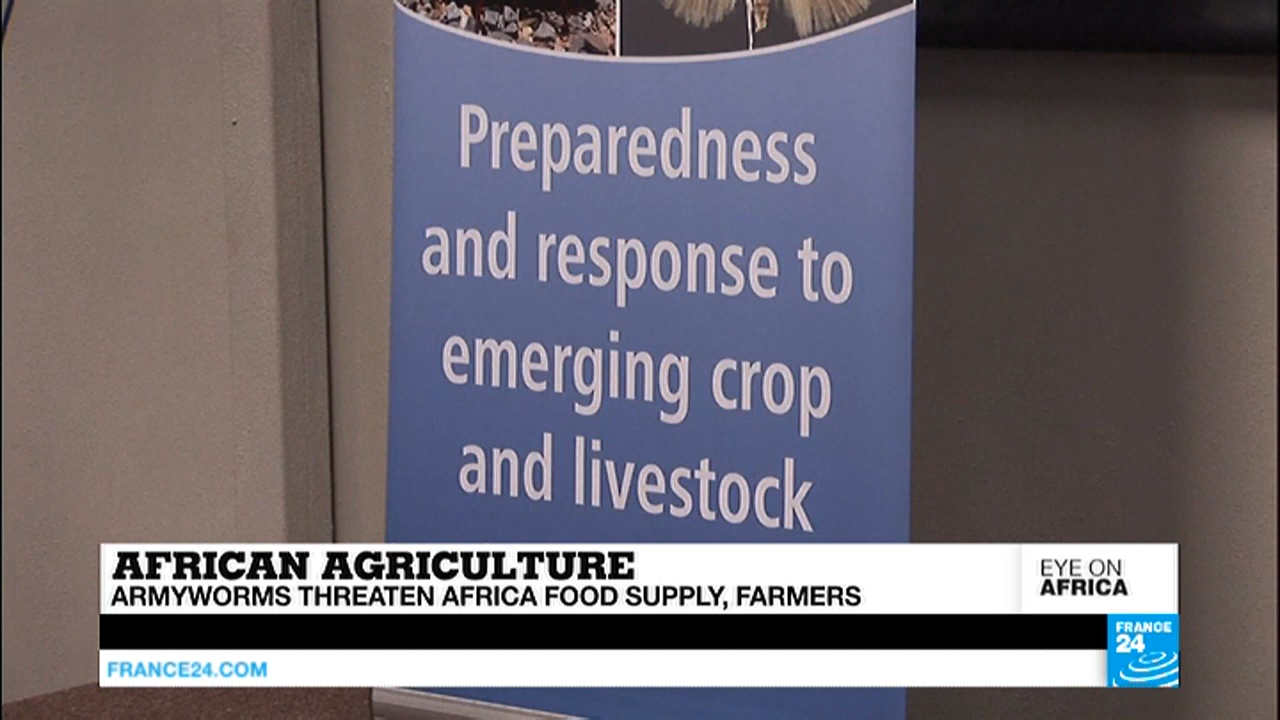 Preparedness
and response to
emerging crop
and livestock
AFRICAN AGRICULTURE
ARMYWORMS THREATEN AFRICA FOOD SUPPLY, FARMERS
EYE ON
AFRICA
FRANCE
24
FRANCE24.COM